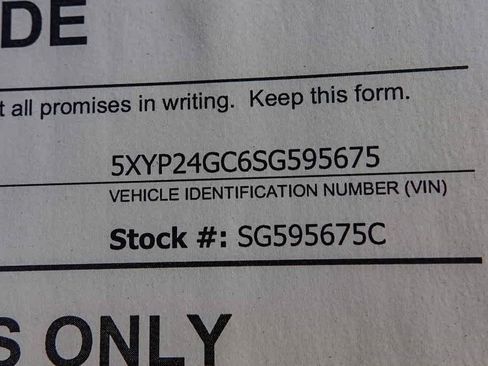 DE
t all promises in writing. Keep this form.
5XYP24GC6SG595675
VEHICLE IDENTIFICATION NUMBER (VIN)
Stock #: SG595675C
S ONLY